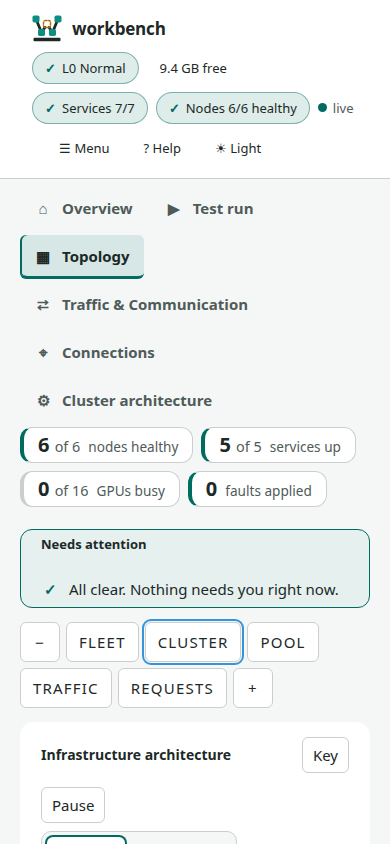 workbench
✓ L0 Normal 9.4 GB free
✓ Services 7/7 ✓ Nodes 6/6 healthy live
☰ Menu ? Help ☀ Light
Overview Test run
Topology
Traffic & Communication
Connections
Cluster architecture
6 of 6 nodes healthy 5 of 5 services up
0 of 16 GPUs busy 0 faults applied
Needs attention
✓ All clear. Nothing needs you right now.
− FLEET CLUSTER POOL
TRAFFIC REQUESTS +
Infrastructure architecture Key
Pause